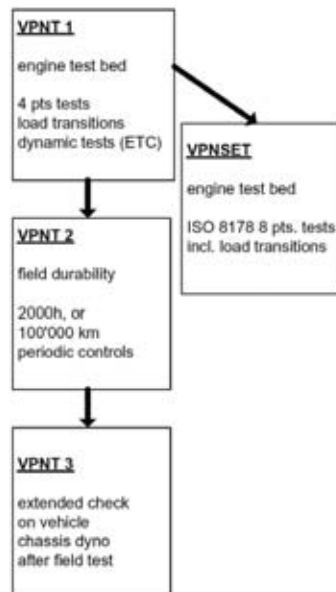 VPNT 1
engine test bed
4 pts tests
load transitions
dynamic tests (ETC)
VPNSET
engine test bed
ISO 8178 8 pts. tests
incl. load transitions
VPNT 2
field durability
2000h, or
100'000 km
periodic controls
VPNT 3
extended check
on vehicle
chassis dyno
after field test